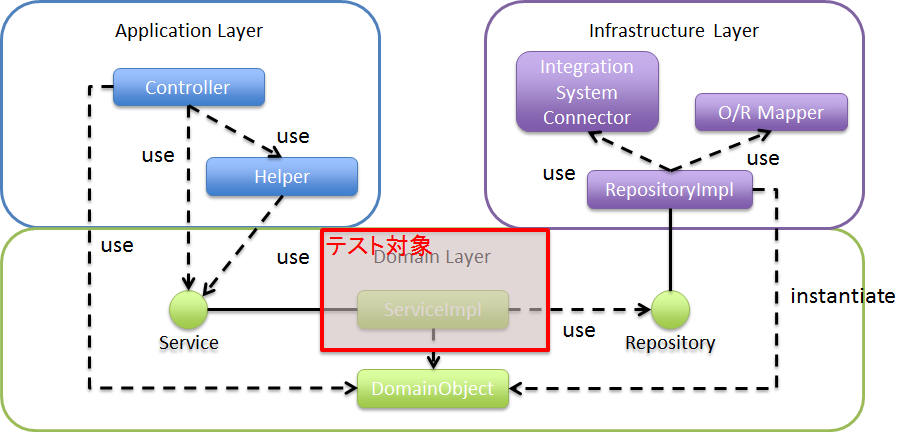 Application Layer
Infrastructure Layer
Controller
Integration
System
Connector
O/R Mapper
use
use
Helper
use
use
RepositoryImpl
use
use
テスト対象
Domain Layer
instantiate
ServiceImpl
use
Service
Repository
DomainObject